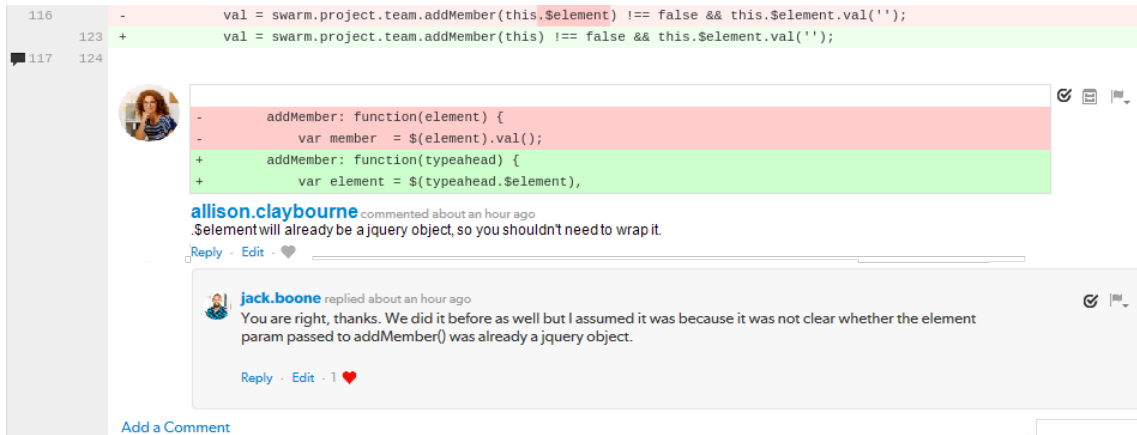 116 - val = swarm.project.team.addMember(this.$element) !== false && this.$element.val('');
123 + val = swarm.project.team.addMember(this) !== false && this.$element.val('');
117 124
- addMember: function(element) {
- var member  = $(element).val();
+ addMember: function(typeahead) {
+ var element = $(typeahead.$element),
allison.claybourne commented about an hour ago
.$element will already be a jquery object, so you shouldn't need to wrap it.
Reply · Edit ·
jack.boone replied about an hour ago
You are right, thanks. We did it before as well but I assumed it was because it was not clear whether the element
param passed to addMember() was already a jquery object.
Reply · Edit · 1
Add a Comment